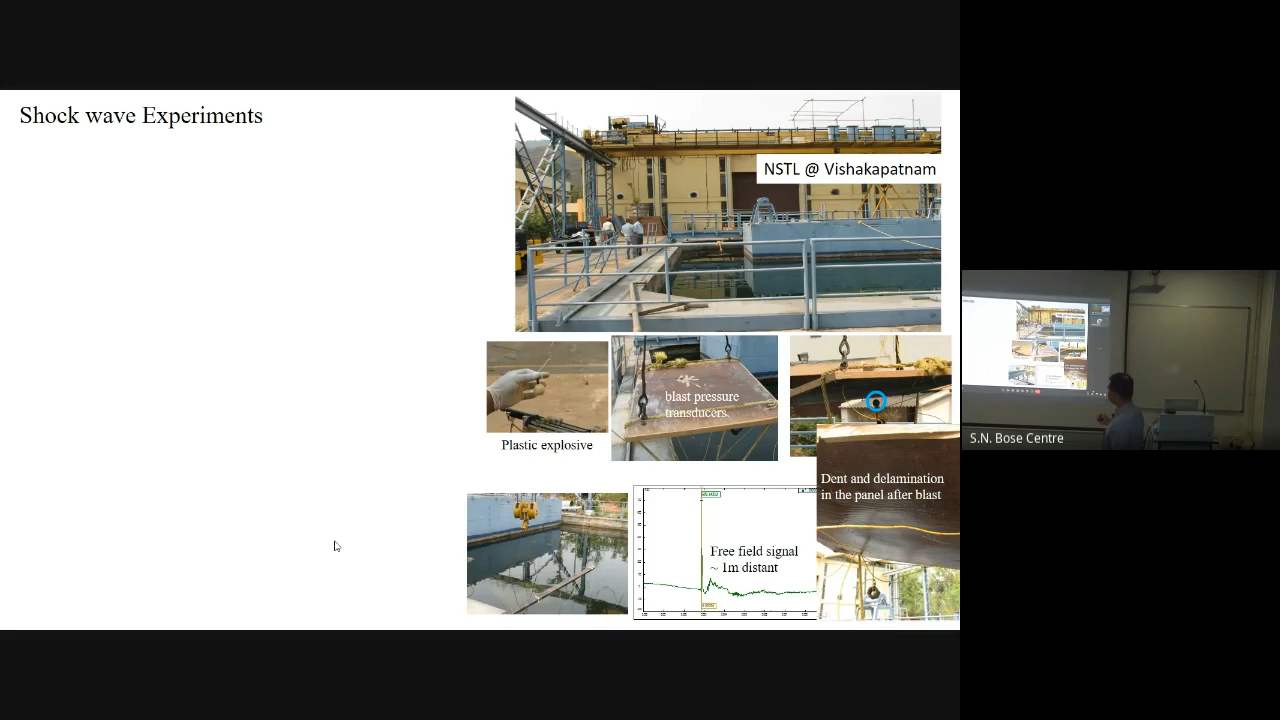 Shock wave Experiments
NSTL @ Vishakapatnam
blast pressure
transducers.
Plastic explosive
Dent and delamination
in the panel after blast
Free field signal
~ 1m distant
S.N. Bose Centre